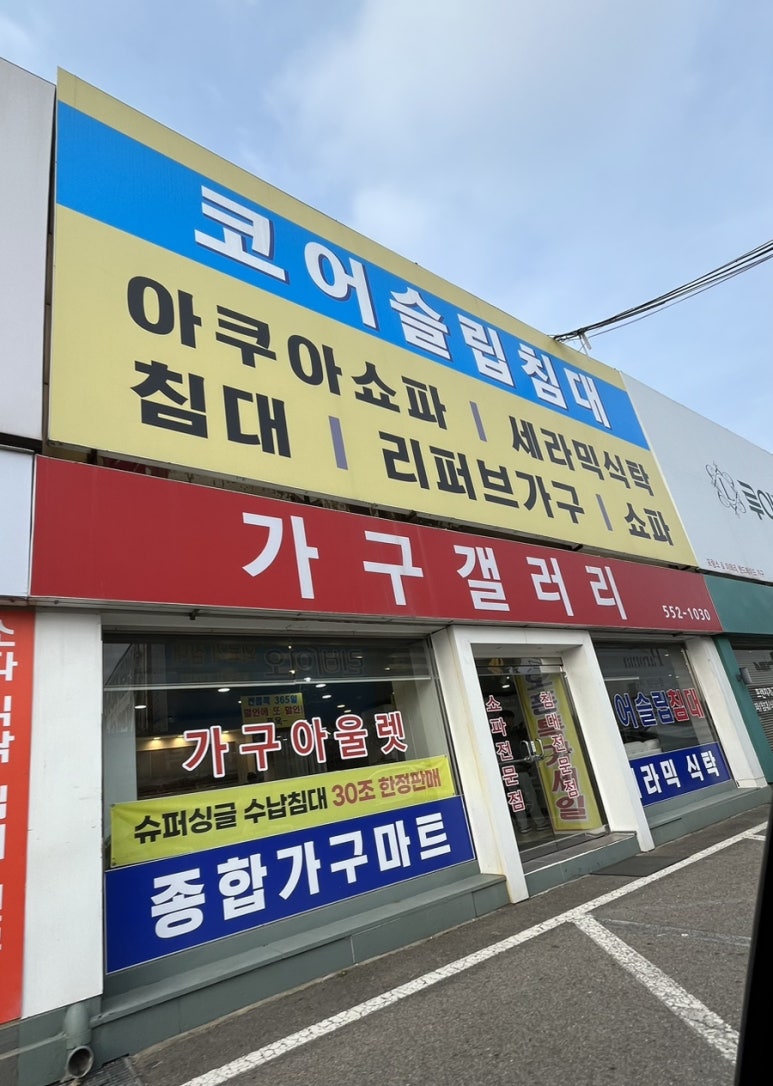 코어슬립침대
아쿠아쇼파 | 세라믹식탁
침대 | 리퍼브가구 | 쇼파
가구갤러리
552-1030
가구아울렛
슈퍼싱글 수납침대 30조 한정판매
종합가구마트
쇼파전문점
침대전문점
어슬립침대
라믹 식탁